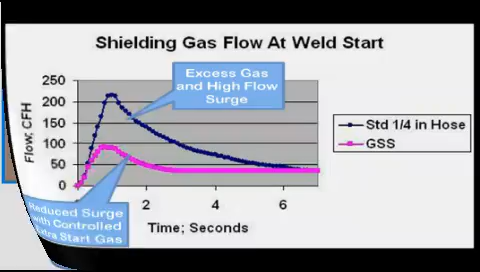 Shielding Gas Flow At Weld Start
Excess Gas
and High Flow
Surge
250
200
150
100
50
0
Flow, CFH
2
4
6
Time; Seconds
Std 1/4 in Hose
GSS
Reduced Surge
with Controlled
Extra Start Gas